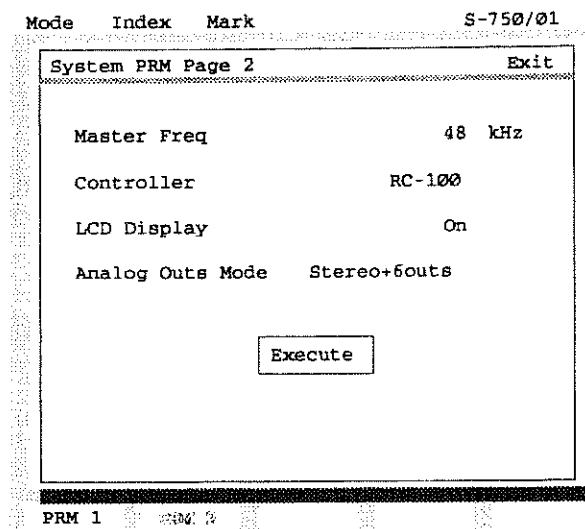 Mode Index Mark S-750/01
System PRM Page 2 Exit
Master Freq 48 kHz
Controller RC-100
LCD Display On
Analog Outs Mode Stereo+6outs
Execute
PRM 1